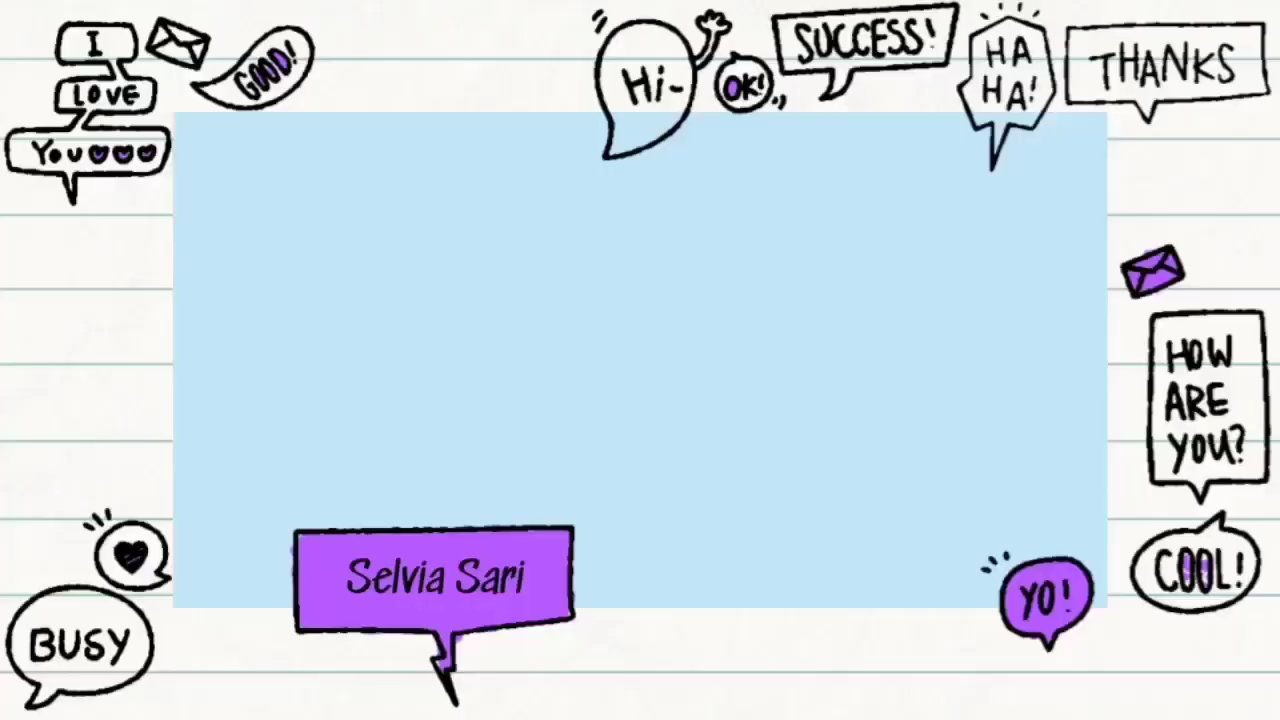 I
LOVE
You
GOOD!
Hi-
OK!
SUCCESS!
HA
HA!
THANKS
HOW
ARE
YOU?
COOL!
YO!
Selvia Sari
BUSY